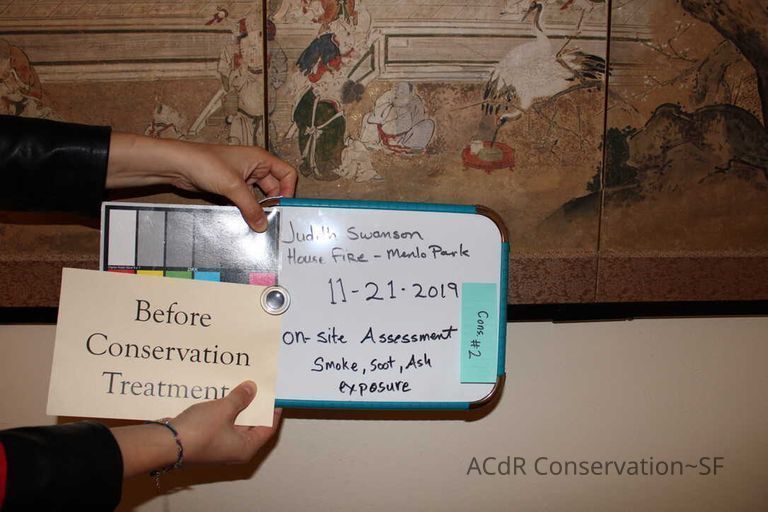 Judith Swanson
House Fire - Menlo Park
11-21-2019
on-site Assessment
Smoke, Soot, Ash
exposure
Cons. #2
Before
Conservation
Treatment
ACdR Conservation~SF